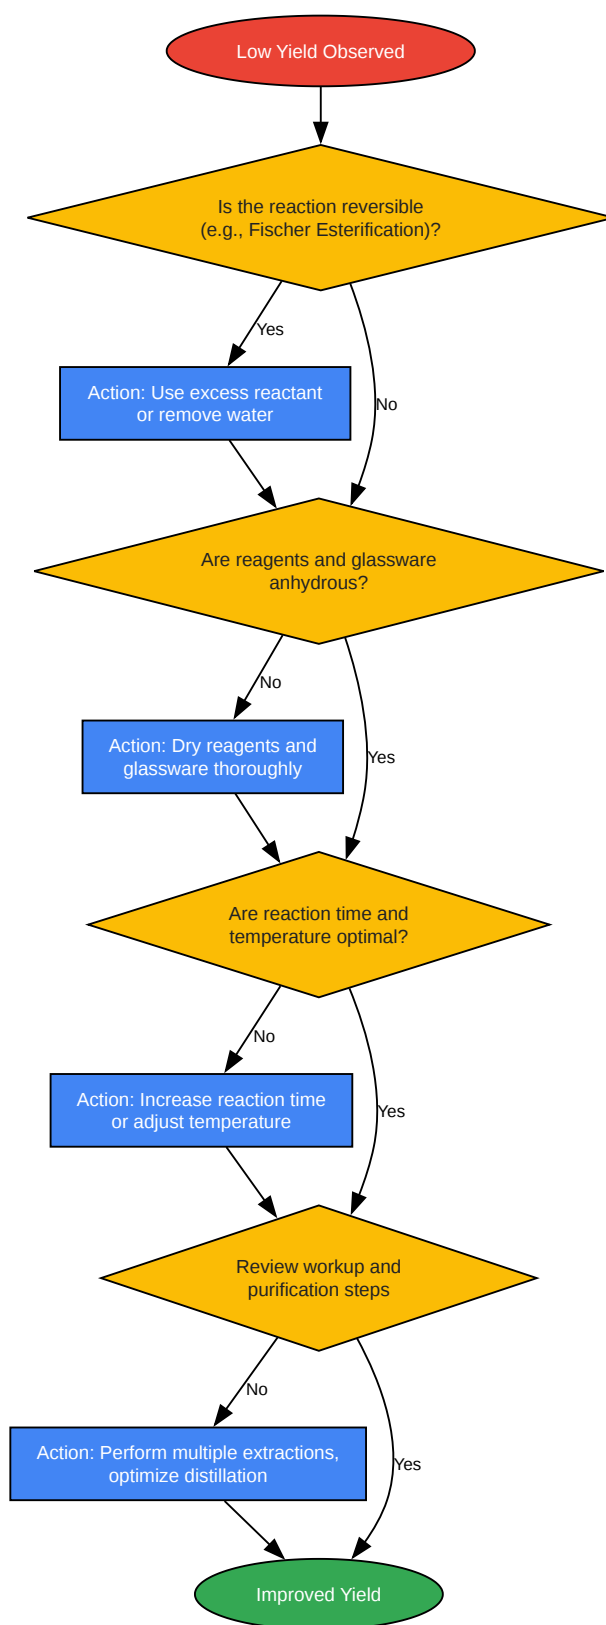 Low Yield Observed
Is the reaction reversible
(e.g., Fischer Esterification)?
Yes
Action: Use excess reactant
or remove water
No
Are reagents and glassware
anhydrous?
No
Action: Dry reagents and
glassware thoroughly
Yes
Are reaction time and
temperature optimal?
No
Action: Increase reaction time
or adjust temperature
Yes
Review workup and
purification steps
No
Action: Perform multiple extractions,
optimize distillation
Yes
Improved Yield